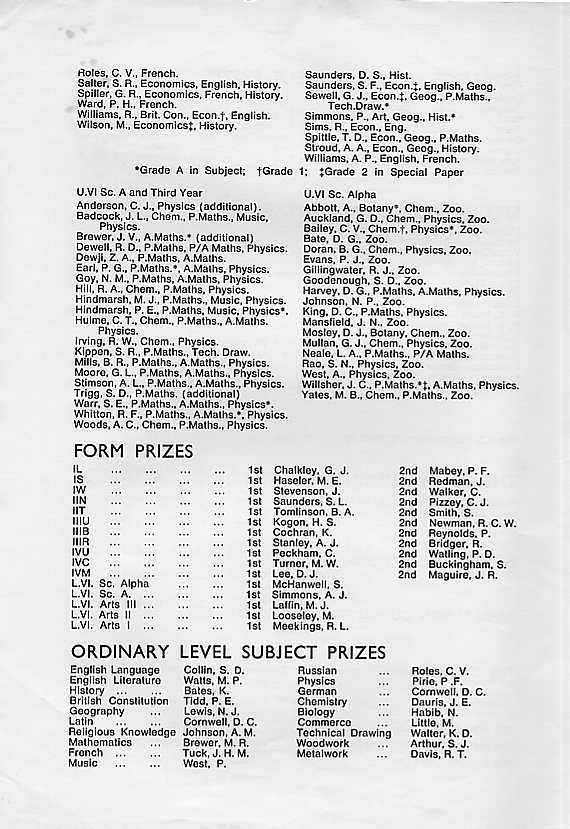 Roles, C. V., French.
Salter, S. R., Economics, English, History.
Spiller, G. R., Economics, French, History.
Ward, P. H., French.
Williams, R., Brit. Con., Econ.†, English.
Wilson, M., Economics‡, History.
Saunders, D. S., Hist.
Saunders, S. F., Econ.‡, English, Geog.
Sewell, G. J., Econ.‡, Geog., P.Maths.,
Tech.Draw.*
Simmons, P., Art, Geog., Hist.*
Sims, R., Econ., Eng.
Spittle, T. D., Econ., Geog., P.Maths.
Stroud, A. A., Econ., Geog., History.
Williams, A. P., English, French.
*Grade A in Subject; †Grade 1; ‡Grade 2 in Special Paper
U.VI Sc. A and Third Year
Anderson, C. J., Physics (additional).
Badcock, J. L., Chem., P.Maths., Music,
Physics.
Brewer, J. V., A.Maths.* (additional)
Dewell, R. D., P.Maths, P/A Maths, Physics.
Dewji, Z. A., P.Maths, A.Maths.
Earl, P. G., P.Maths.*, A.Maths, Physics.
Goy, N. M., P.Maths, A.Maths, Physics.
Hill, R. A., Chem., P.Maths, Physics.
Hindmarsh, M. J., P.Maths., Music, Physics.
Hindmarsh, P. E., P.Maths, Music, Physics*.
Hulme, C. T., Chem., P.Maths., A.Maths.
Physics.
Irving, R. W., Chem., Physics.
Kippen, S. R., P.Maths., Tech. Draw.
Mills, B. R., P.Maths., A.Maths., Physics.
Moore, G. L., P.Maths, A.Maths., Physics.
Stimson, A. L., P.Maths., A.Maths., Physics.
Trigg, S. D., P.Maths. (additional)
Warr, S. E., P.Maths., A.Maths., Physics*.
Whitton, R. F., P.Maths., A.Maths.*, Physics.
Woods, A. C., Chem., P.Maths, Physics.
U.VI Sc. Alpha
Abbott, A., Botany*, Chem., Zoo.
Auckland, G. D., Chem., Physics, Zoo.
Bailey, C. V., Chem.†, Physics*, Zoo.
Bate, D. G., Zoo.
Doran, B. G., Chem., Physics, Zoo.
Evans, P. J., Zoo.
Gillingwater, R. J., Zoo.
Goodenough, S. D., Zoo.
Harvey, D. G., P.Maths, A.Maths, Physics.
Johnson, N. P., Zoo.
King, D. C., P.Maths, Physics.
Mansfield, J. N., Zoo.
Mosley, D. J., Botany, Chem., Zoo.
Mullan, G. J., Chem., Physics, Zoo.
Neale, L. A., P.Maths., P/A Maths.
Rao, S. N., Physics, Zoo.
West, A., Physics, Zoo.
Willsher, J. C., P.Maths.*‡, A.Maths, Physics.
Yates, M. B., Chem., P.Maths., Zoo.
FORM PRIZES
IL ... ... ... ... 1st Chalkley, G. J. 2nd Mabey, P. F.
IS ... ... ... ... 1st Haseler, M. E. 2nd Redman, J.
IW ... ... ... ... 1st Stevenson, J. 2nd Walker, C.
IIN ... ... ... ... 1st Saunders, S. L. 2nd Pizzey, C. J.
IIT ... ... ... ... 1st Tomlinson, B. A. 2nd Smith, S.
IIIU ... ... ... ... 1st Kogon, H. S. 2nd Newman, R. C. W.
IIIB ... ... ... ... 1st Cochran, K. 2nd Reynolds, P.
IIIR ... ... ... ... 1st Stanley, A. J. 2nd Bridger, R.
IVU ... ... ... ... 1st Peckham, C. 2nd Watling, P. D.
IVC ... ... ... ... 1st Turner, M. W. 2nd Buckingham, S.
IVM ... ... ... ... 1st Lee, D. J. 2nd Maguire, J. R.
L.VI. Sc. Alpha ... ... 1st McHanwell, S.
L.VI. Sc. A. ... ... ... 1st Simmons, A. J.
L.VI. Arts III ... ... ... 1st Laffin, M. J.
L.VI. Arts II ... ... ... 1st Looseley, M.
L.VI. Arts I ... ... ... 1st Meekings, R. L.
ORDINARY LEVEL SUBJECT PRIZES
English Language Collin, S. D.
English Literature Watts, M. P.
History ... ... Bates, K.
British Constitution Tidd, P. E.
Geography ... Lewis, N. J.
Latin ... ... Cornwell, D. C.
Religious Knowledge Johnson, A. M.
Mathematics ... Brewer, M. R.
French ... ... Tuck, J. H. M.
Music ... ... West, P.
Russian ... Roles, C. V.
Physics ... Pirie, P .F.
German ... Cornwell, D. C.
Chemistry ... Dauris, J. E.
Biology ... Habib, N.
Commerce ... Little, M.
Technical Drawing Walter, K. D.
Woodwork ... Arthur, S. J.
Metalwork ... Davis, R. T.